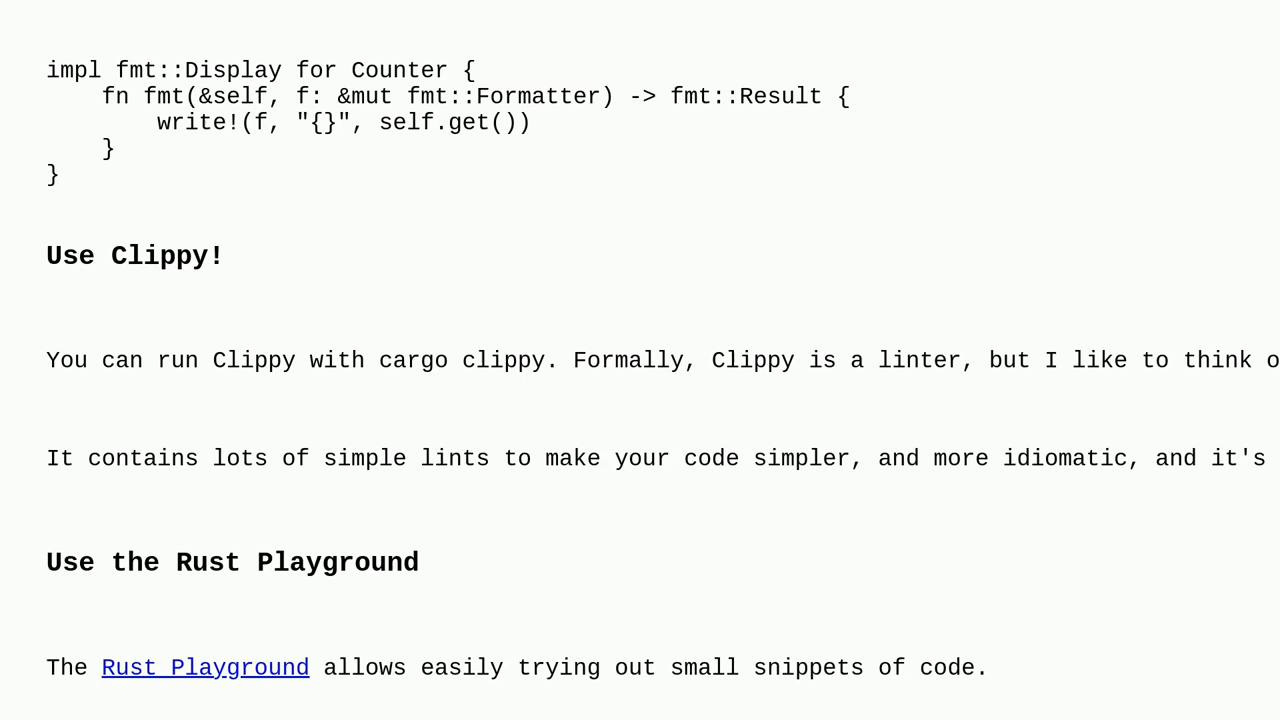 impl fmt::Display for Counter {
    fn fmt(&self, f: &mut fmt::Formatter) -> fmt::Result {
        write!(f, "{}", self.get())
    }
}
Use Clippy!
You can run Clippy with cargo clippy. Formally, Clippy is a linter, but I like to think
It contains lots of simple lints to make your code simpler, and more idiomatic, and it's
Use the Rust Playground
The Rust Playground allows easily trying out small snippets of code.